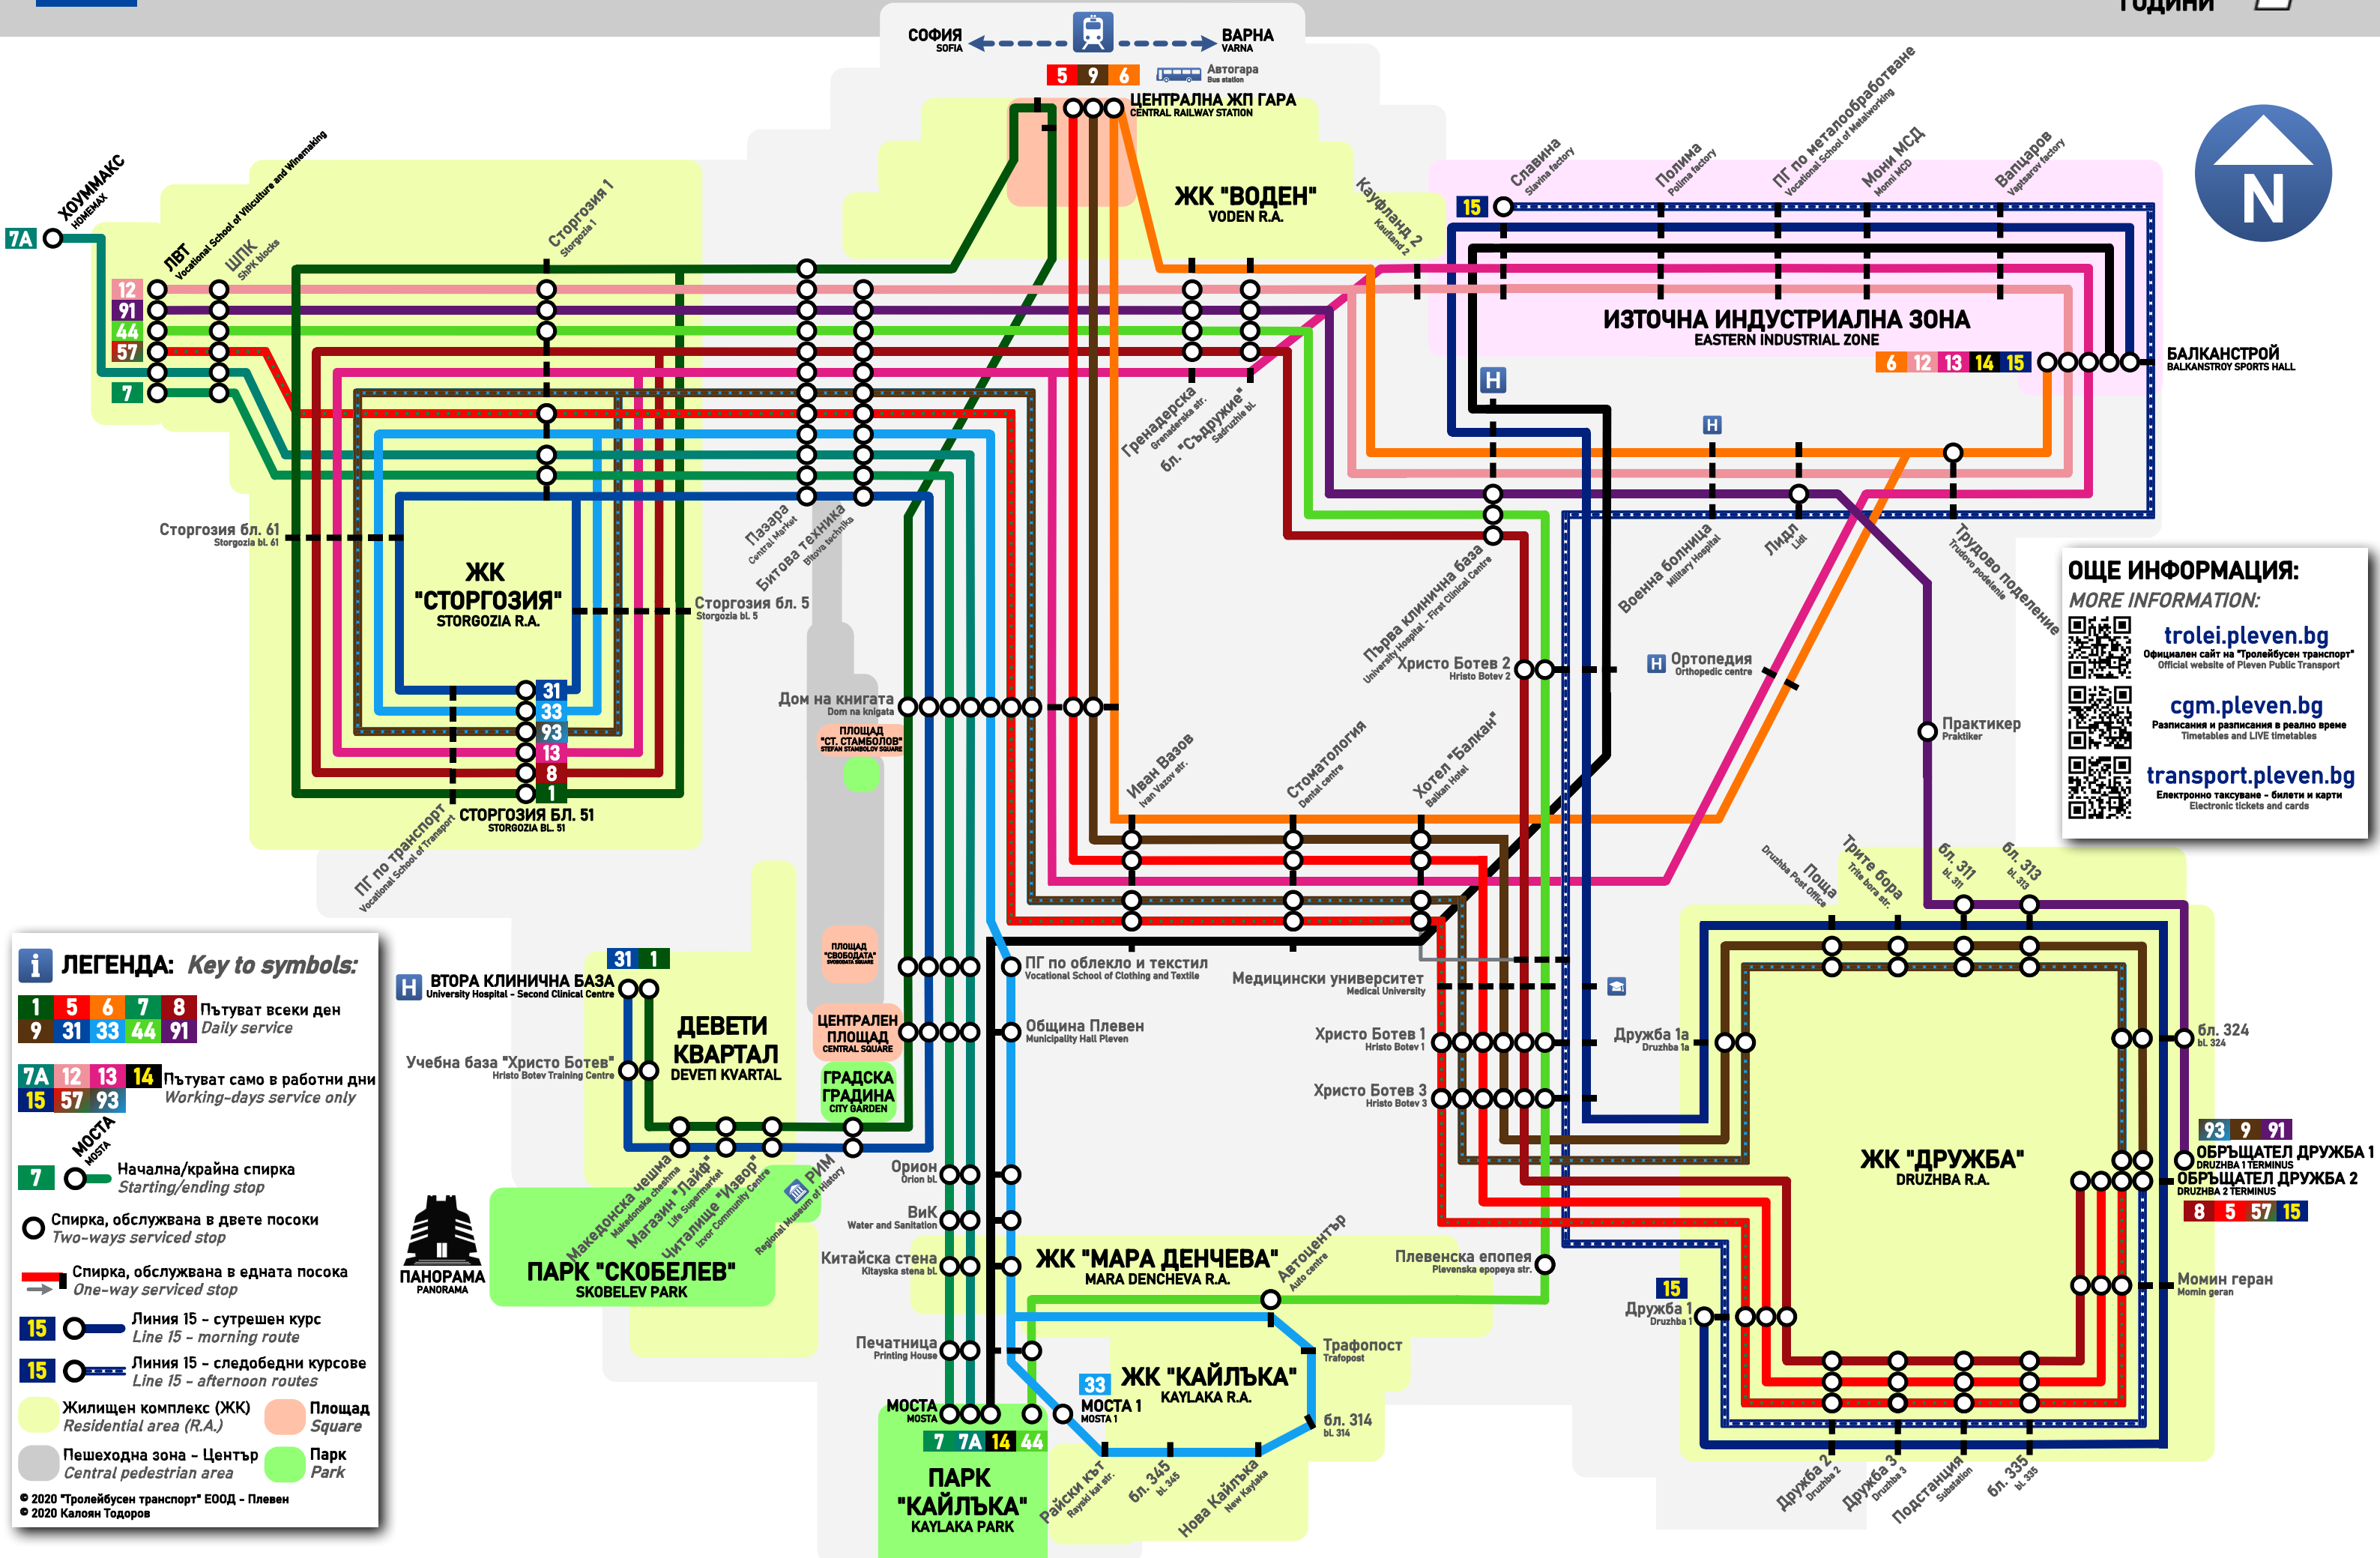 ГОДИНИ
СОФИЯ
SOFIA
ВАРНА
VARNA
5 9 6
Автогара
Bus station
ЦЕНТРАЛНА ЖП ГАРА
CENTRAL RAILWAY STATION
ЖК "ВОДЕН"
VODEN R.A.
Кауфланд 2
Kaufland 2
15
Славина
Slavina factory
Полима
Polima factory
ПГ по металообработване
Vocational School of Metalworking
Мони МСД
Monni MCD
Вапцаров
Vaptsarov factory
N
ИЗТОЧНА ИНДУСТРИАЛНА ЗОНА
EASTERN INDUSTRIAL ZONE
6 12 13 14 15
БАЛКАНСТРОЙ
BALKANSTROY SPORTS HALL
7A
ХОУММАКС
HOMEMAX
ЛВТ
Vocational School of Viticulture and Winemaking
ШПК
ShPK blocks
Сторгозия 1
Storgozia 1
12
91
44
57
7
Гренадерска
Grenaderska str.
бл. "Съдружие"
Sadruzhie bl.
H
H
Сторгозия бл. 61
Storgozia bl. 61
Пазара
Central Market
Битова техника
Bitova technika
ЖК
"СТОРГОЗИЯ"
STORGOZIA R.A.
Сторгозия бл. 5
Storgozia bl. 5
31
33
93
13
8
1
СТОРГОЗИЯ БЛ. 51
STORGOZIA BL. 51
ПГ по транспорт
Vocational School of Transport
Дом на книгата
Dom na knigata
ПЛОЩАД
"СТ. СТАМБОЛОВ"
STEFAN STAMBOLOV SQUARE
Първа клинична база
University Hospital - First Clinical Centre
Военна болница
Military Hospital
Лидл
Lidl
Трудово поделение
Trudovo podelenie
Христо Ботев 2
Hristo Botev 2
H Ортопедия
Orthopedic centre
Практикер
Praktiker
Иван Вазов
Ivan Vazov str.
Стоматология
Dental centre
Хотел "Балкан"
Balkan Hotel
ОЩЕ ИНФОРМАЦИЯ:
MORE INFORMATION:
trolei.pleven.bg
Официален сайт на "Тролейбусен транспорт"
Official website of Pleven Public Transport
cgm.pleven.bg
Разписания и разписания в реално време
Timetables and LIVE timetables
transport.pleven.bg
Електронно таксуване - билети и карти
Electronic tickets and cards
Поща
Druzhba Post Office
Трите бора
Trite bora str.
бл. 311
bl. 311
бл. 313
bl. 313
ПЛОЩАД
"СВОБОДАТА"
SVOBODATA SQUARE
31 1
H ВТОРА КЛИНИЧНА БАЗА
University Hospital - Second Clinical Centre
ПГ по облекло и текстил
Vocational School of Clothing and Textile
Медицински университет
Medical University
ДЕВЕТИ
КВАРТАЛ
DEVETI KVARTAL
ЦЕНТРАЛЕН
ПЛОЩАД
CENTRAL SQUARE
Община Плевен
Municipality Hall Pleven
Христо Ботев 1
Hristo Botev 1
Дружба 1а
Druzhba 1a
бл. 324
bl. 324
Учебна база "Христо Ботев"
Hristo Botev Training Centre
ГРАДСКА
ГРАДИНА
CITY GARDEN
Христо Ботев 3
Hristo Botev 3
93 9 91
ОБРЪЩАТЕЛ ДРУЖБА 1
DRUZHBA 1 TERMINUS
ОБРЪЩАТЕЛ ДРУЖБА 2
DRUZHBA 2 TERMINUS
8 5 57 15
ЖК "ДРУЖБА"
DRUZHBA R.A.
Македонска чешма
Makedonska cheshma
Магазин "Лайф"
Life Supermarket
Читалище "Извор"
Izvor Community Centre
РИМ
Regional Museum of History
Орион
Orion bl.
ВиК
Water and Sanitation
Китайска стена
Kitayska stena bl.
ПАНОРАМА
PANORAMA
ПАРК "СКОБЕЛЕВ"
SKOBELEV PARK
ЖК "МАРА ДЕНЧЕВА"
MARA DENCHEVA R.A.
Автоцентър
Auto centre
Плевенска епопея
Plevenska epopeya str.
Момин геран
Momin geran
15
Дружба 1
Druzhba 1
Печатница
Printing House
Трафопост
Trafopost
ЖК "КАЙЛЪКА"
KAYLAKA R.A.
33
МОСТА 1
MOSTA 1
МОСТА
MOSTA
7 7A 14 44
бл. 314
bl. 314
ПАРК
"КАЙЛЪКА"
KAYLAKA PARK
Райски кът
Rayski kat str.
бл. 345
bl. 345
Нова Кайлъка
New Kaylaka
Дружба 2
Druzhba 2
Дружба 3
Druzhba 3
Подстанция
Substation
бл. 335
bl. 335
i ЛЕГЕНДА: Key to symbols:
1 5 6 7 8
9 31 33 44 91
Пътуват всеки ден
Daily service
7A 12 13 14
15 57 93
Пътуват само в работни дни
Working-days service only
МОСТА
MOSTA
7
Начална/крайна спирка
Starting/ending stop
Спирка, обслужвана в двете посоки
Two-ways serviced stop
Спирка, обслужвана в едната посока
One-way serviced stop
15
Линия 15 - сутрешен курс
Line 15 - morning route
15
Линия 15 - следобедни курсове
Line 15 - afternoon routes
Жилищен комплекс (ЖК)
Residential area (R.A.)
Площад
Square
Пешеходна зона - Център
Central pedestrian area
Парк
Park
© 2020 "Тролейбусен транспорт" ЕООД - Плевен
© 2020 Калоян Тодоров